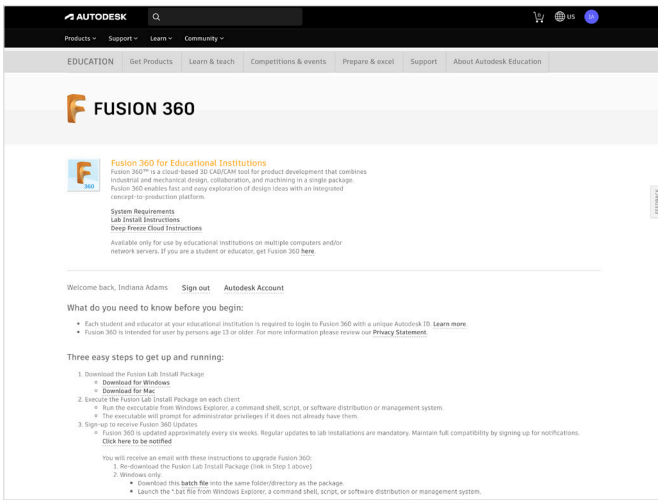 AUTODESK
US
IA
Products
Support
Learn
Community
EDUCATION
Get Products
Learn & teach
Competitions & events
Prepare & excel
Support
About Autodesk Education
FUSION 360
360
Fusion 360 for Educational Institutions
Fusion 360™ is a cloud-based 3D CAD/CAM tool for product development that combines
industrial and mechanical design, collaboration, and machining in a single package.
Fusion 360 enables fast and easy exploration of design ideas with an integrated
concept-to-production platform.
System Requirements
Lab Install Instructions
Deep Freeze Cloud Instructions
Available only for use by educational institutions on multiple computers and/or
network servers. If you are a student or educator, get Fusion 360 here.
FEEDBACK
Welcome back, Indiana Adams Sign out Autodesk Account
What do you need to know before you begin:
• Each student and educator at your educational institution is required to login to Fusion 360 with a unique Autodesk ID. Learn more.
• Fusion 360 is intended for user by persons age 13 or older. For more information please review our Privacy Statement.
Three easy steps to get up and running:
1. Download the Fusion Lab Install Package
Download for Windows
Download for Mac
2. Execute the Fusion Lab Install Package on each client
Run the executable from Windows Explorer, a command shell, script, or software distribution or management system.
The executable will prompt for administrator privileges if it does not already have them.
3. Sign-up to receive Fusion 360 Updates
Fusion 360 is updated approximately every six weeks. Regular updates to lab installations are mandatory. Maintain full compatibility by signing up for notifications.
Click here to be notified
You will receive an email with these instructions to upgrade Fusion 360:
1. Re-download the Fusion Lab Install Package (link in Step 1 above)
2. Windows only:
Download this batch file into the same folder/directory as the package.
Launch the *.bat file from Windows Explorer, a command shell, script, or software distribution or management system.